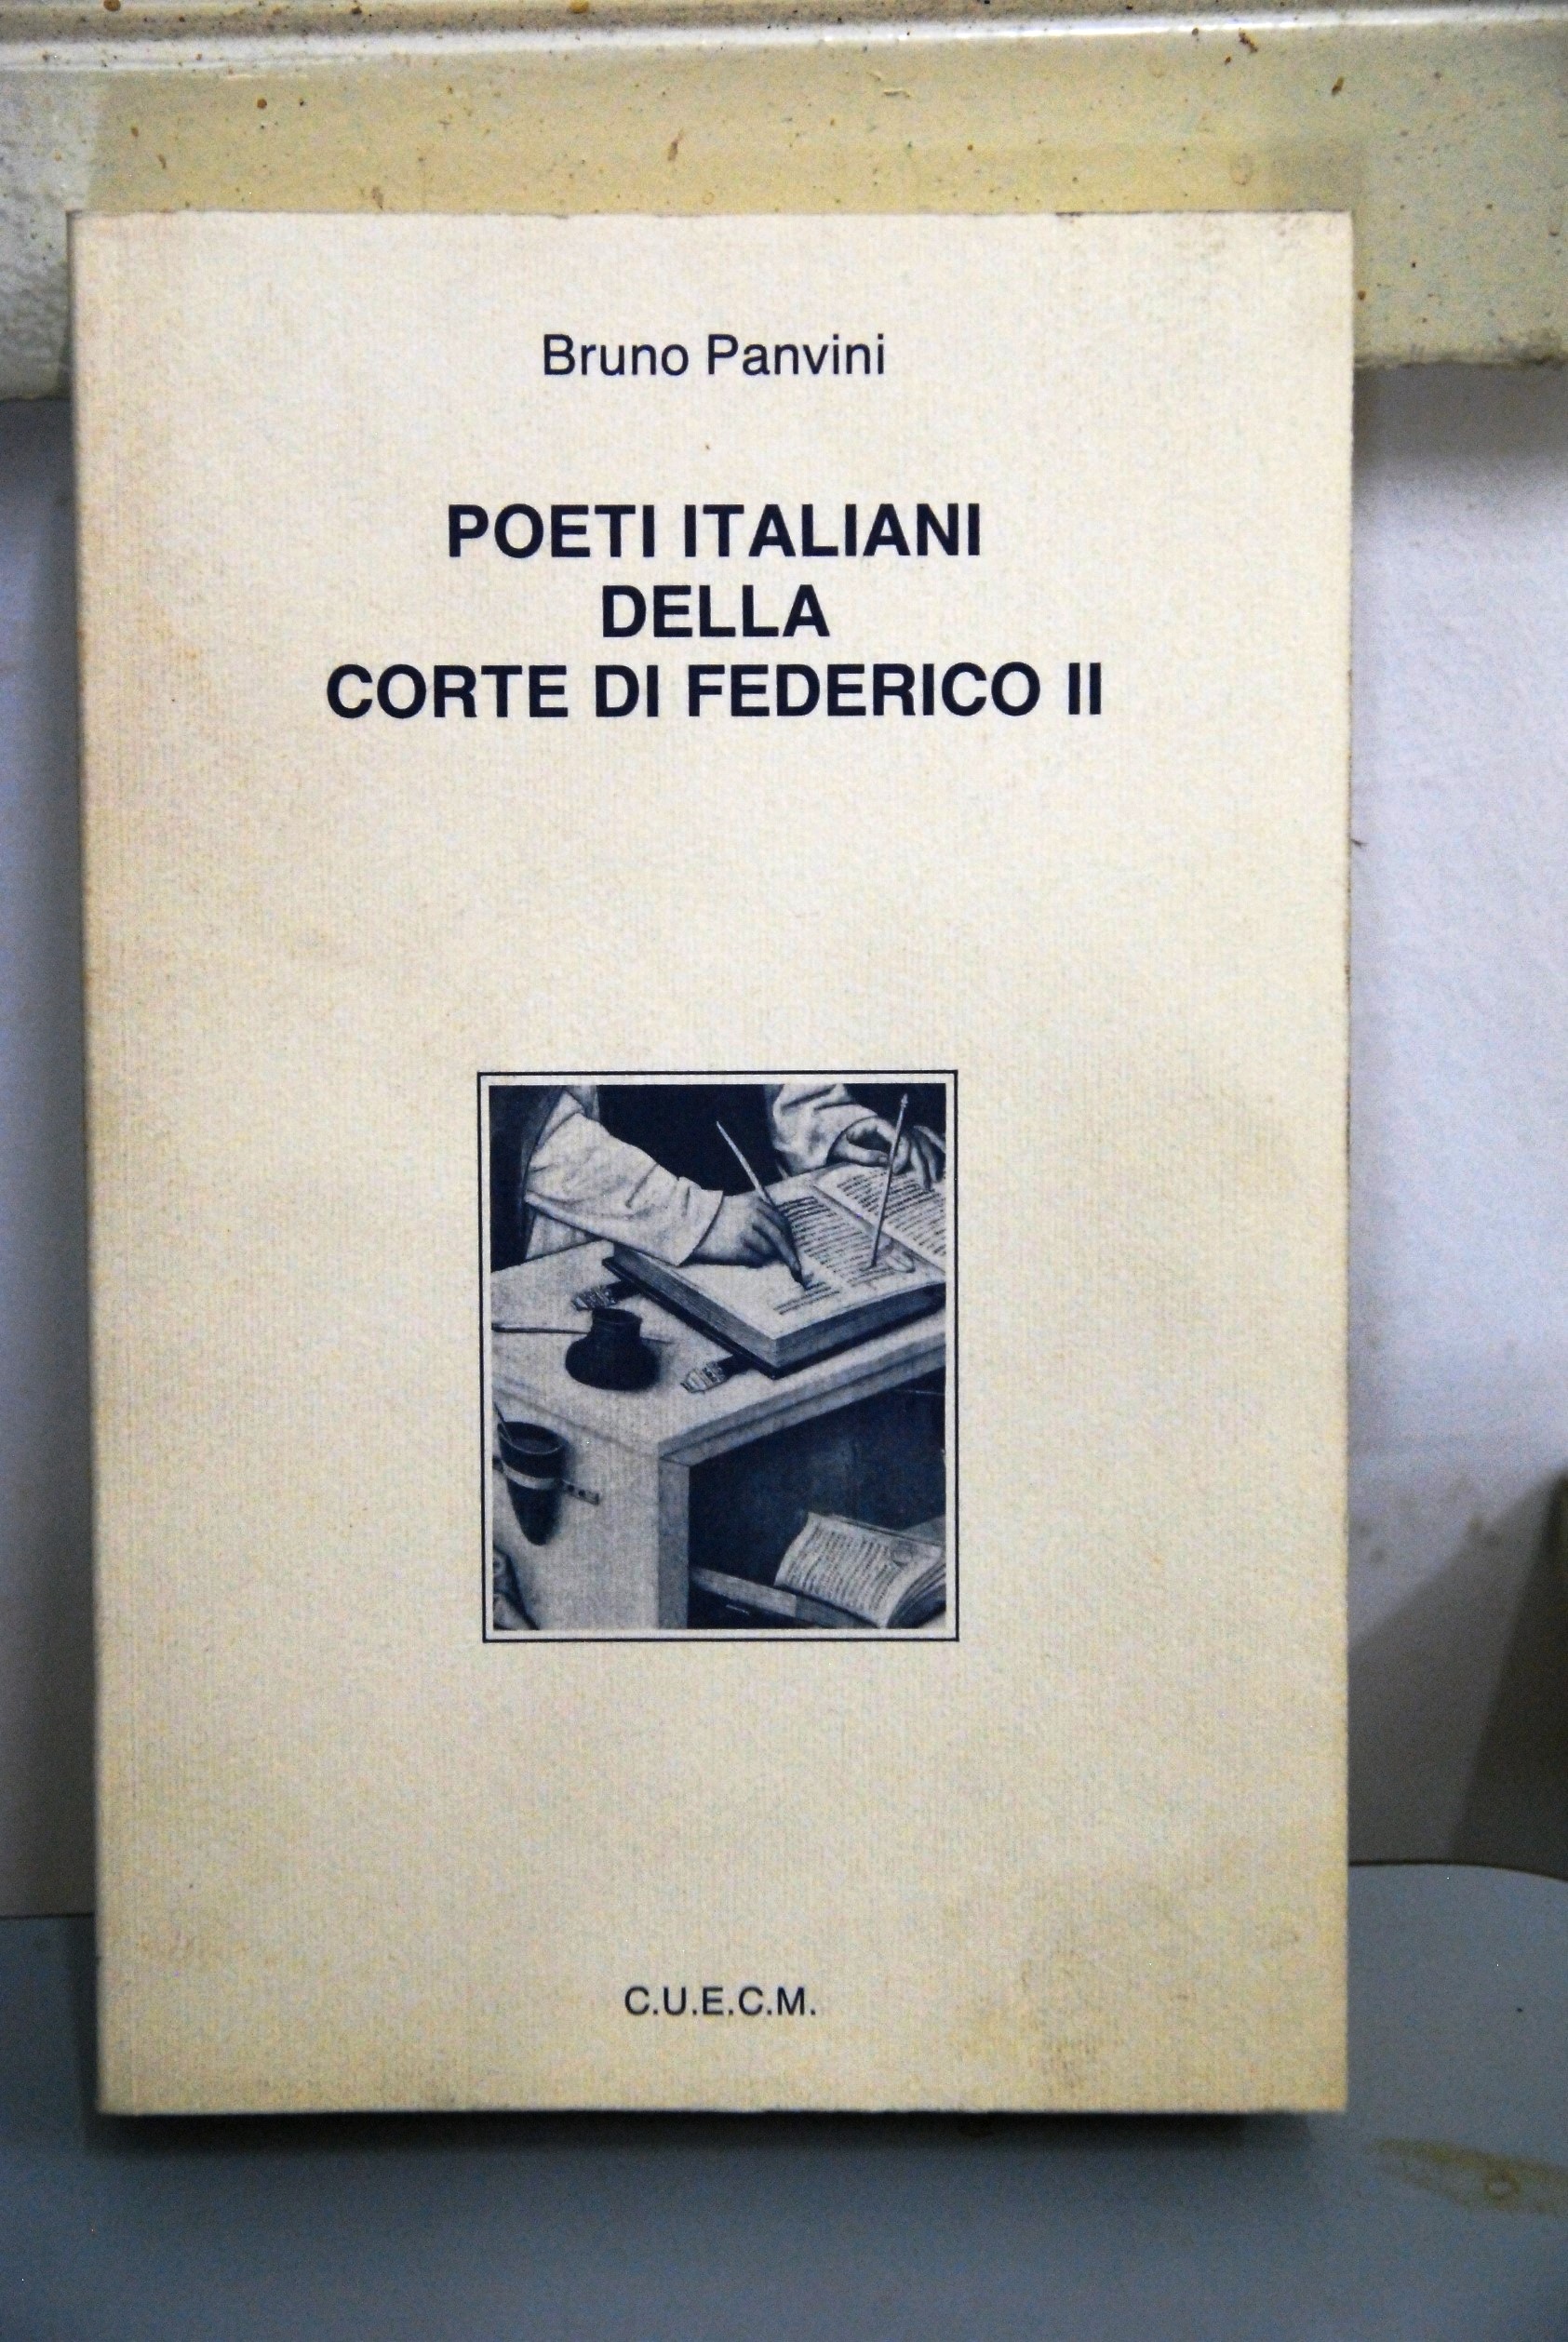 Bruno Panvini
POETI ITALIANI
DELLA
CORTE DI FEDERICO II
C.U.E.C.M.